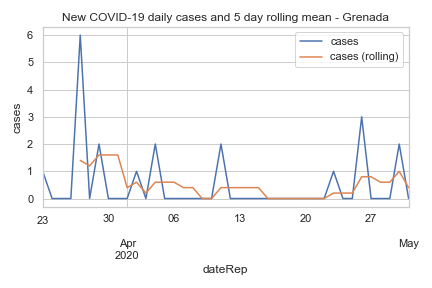 New COVID-19 daily cases and 5 day rolling mean - Grenada
cases
cases (rolling)
cases
6
5
4
3
2
1
0
23
30
06
13
20
27
Apr
2020
May
dateRep